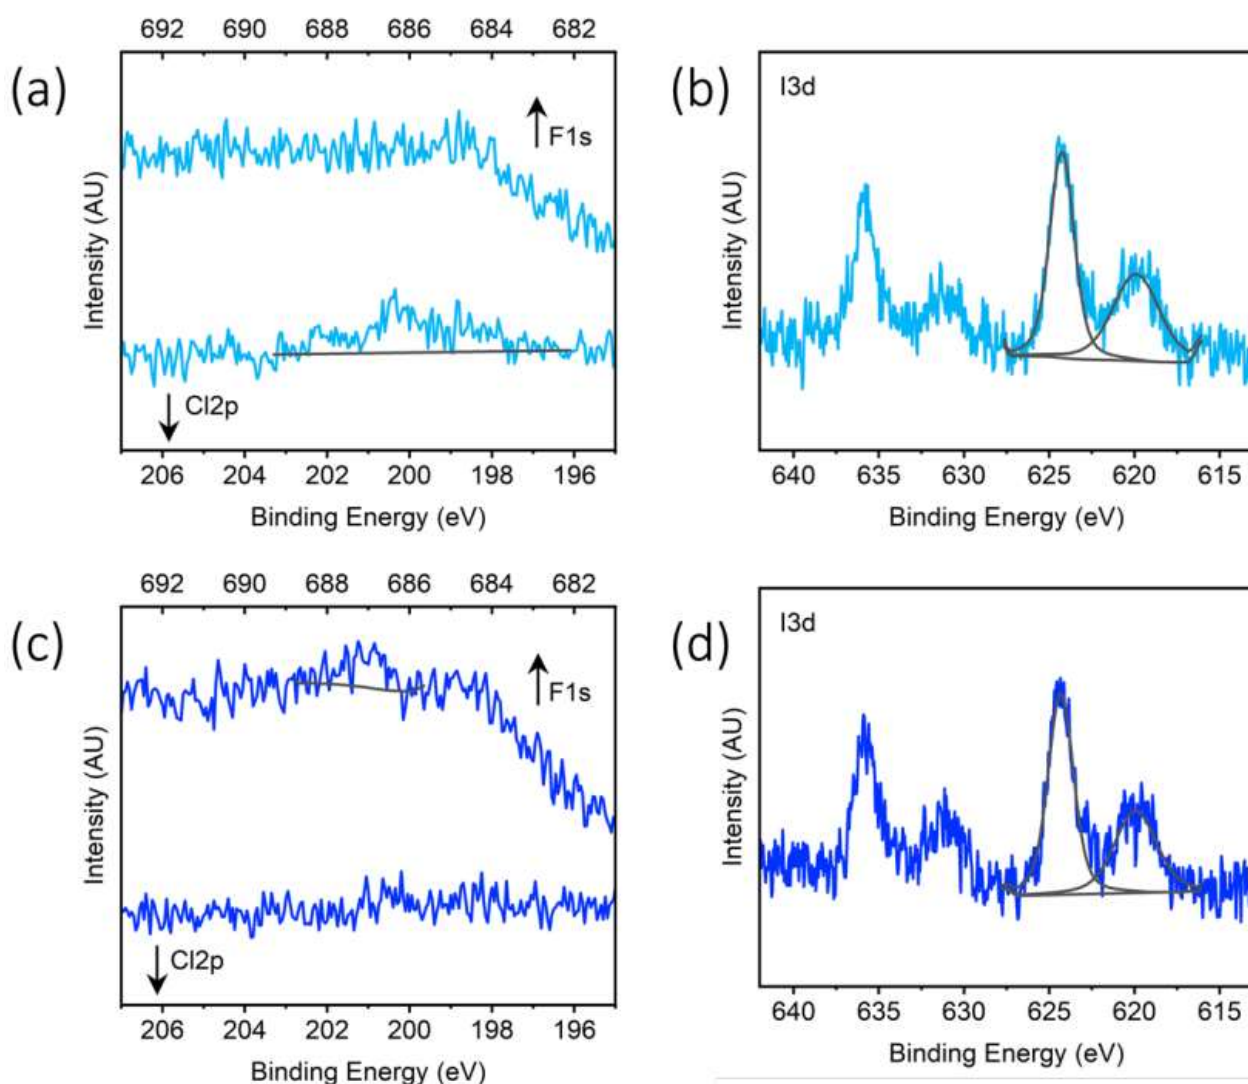 692 690 688 686 684 682
(a)
F1s
Cl2p
Intensity (AU)
206 204 202 200 198 196
Binding Energy (eV)
(b)
I3d
Intensity (AU)
640 635 630 625 620 615
Binding Energy (eV)
692 690 688 686 684 682
(c)
F1s
Cl2p
Intensity (AU)
206 204 202 200 198 196
Binding Energy (eV)
(d)
I3d
Intensity (AU)
640 635 630 625 620 615
Binding Energy (eV)